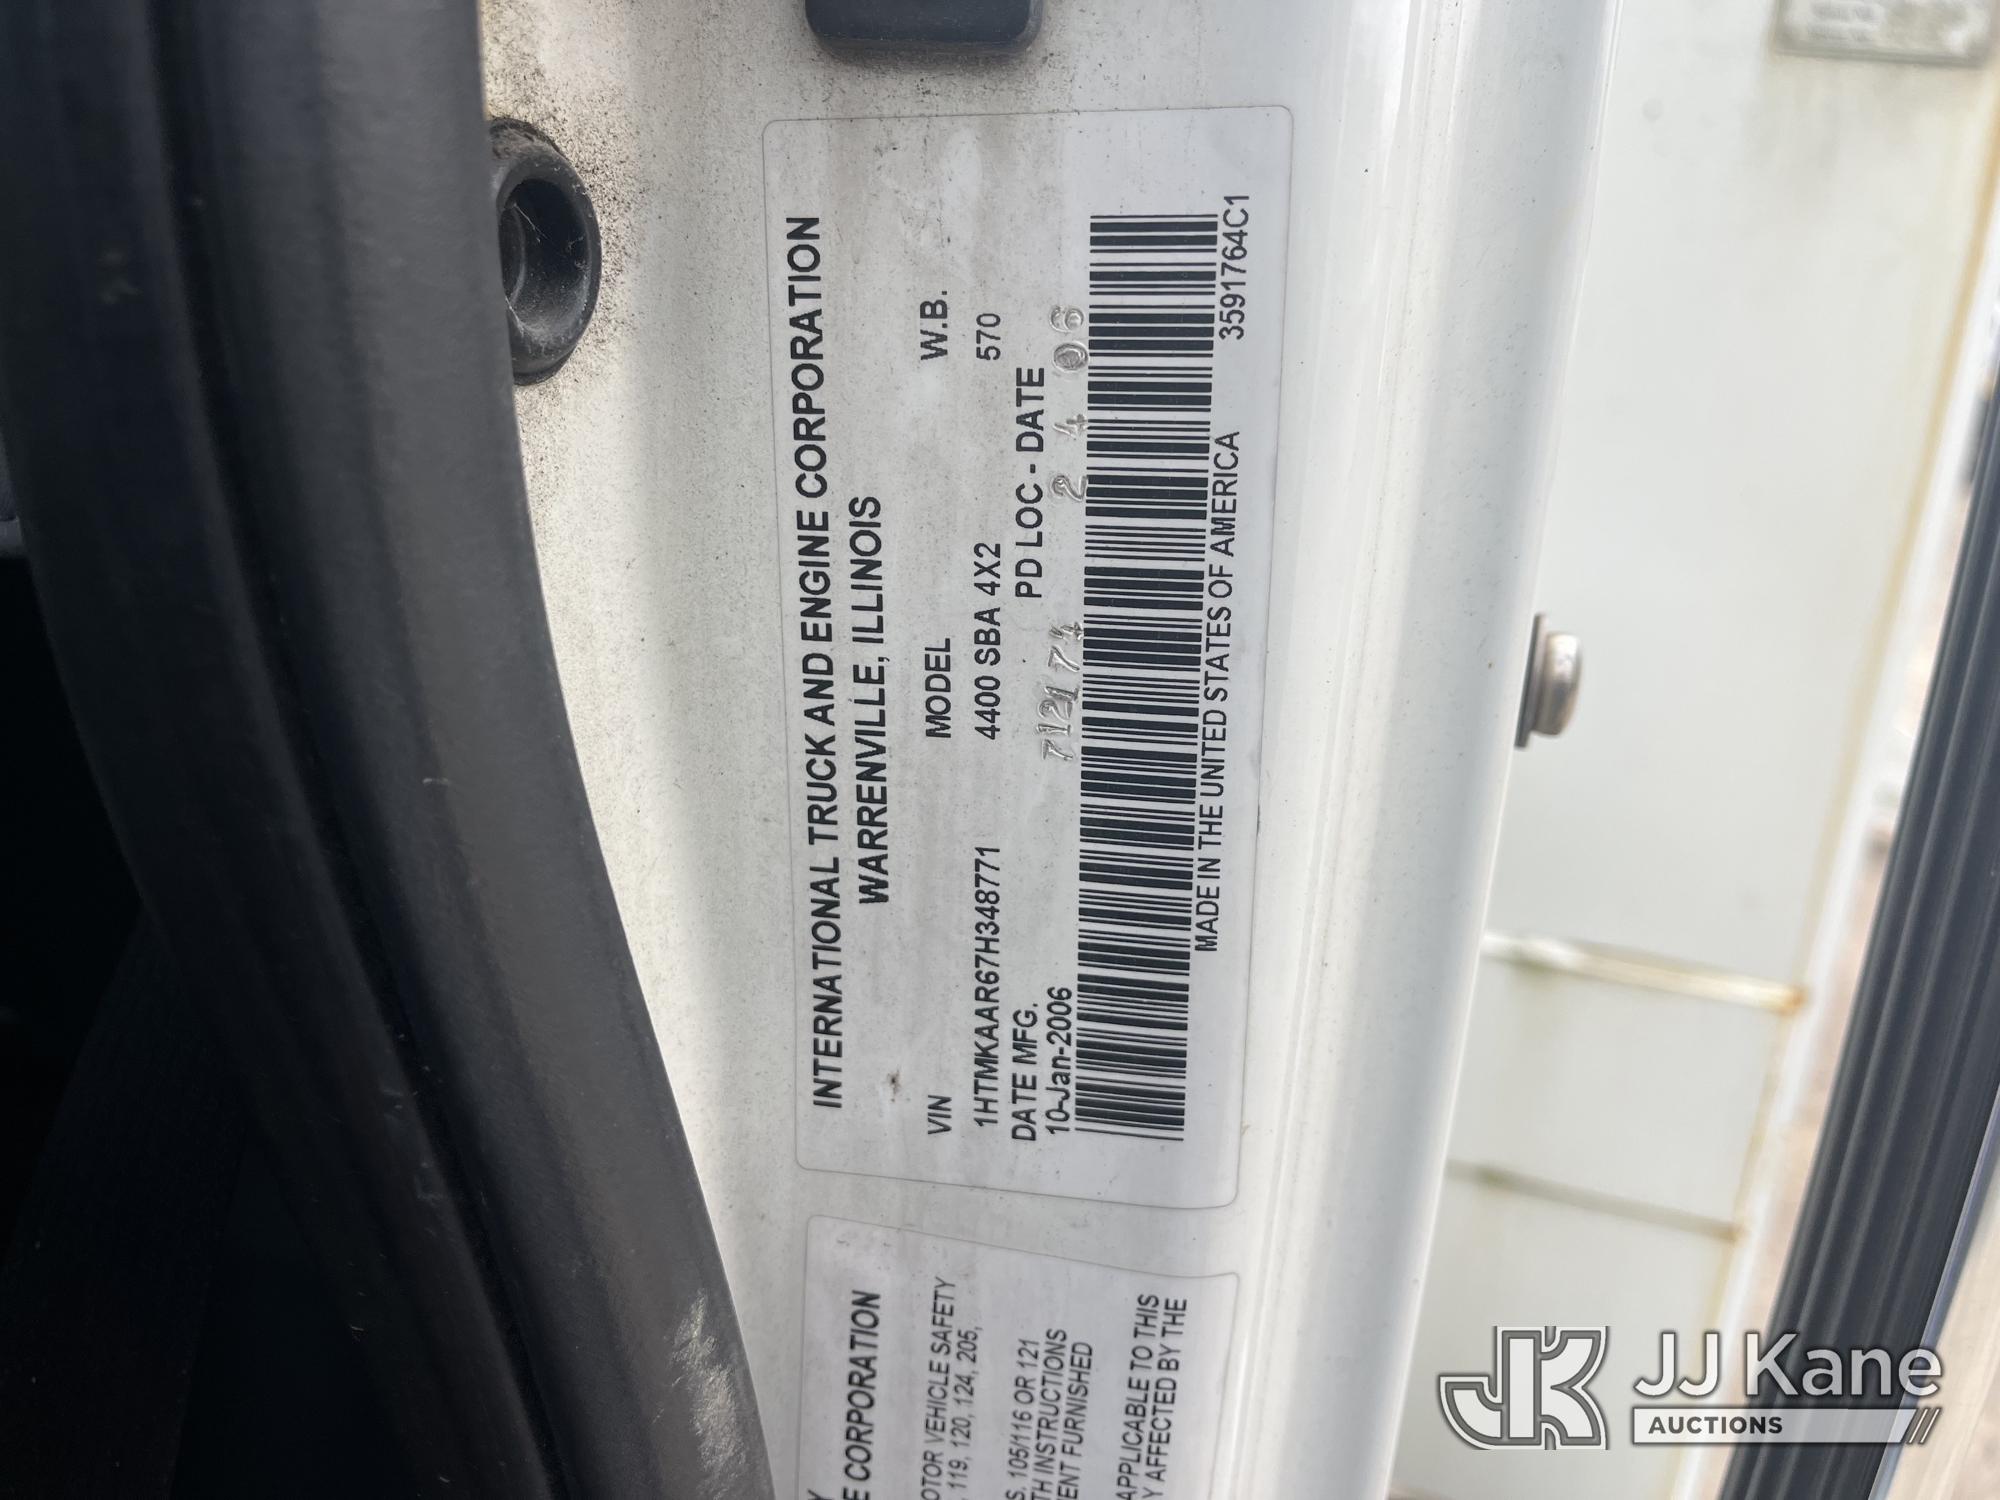 INTERNATIONAL TRUCK AND ENGINE CORPORATION
WARRENVILLE, ILLINOIS
VIN MODEL W.B.
1HTMKAAR67H348771 4400 SBA 4X2 570
DATE MFG. PD LOC - DATE
10-Jan-2006 712174 2 4 06
MADE IN THE UNITED STATES OF AMERICA 3591764C1
E CORPORATION
OTOR VEHICLE SAFETY
119, 120, 124, 205,
S. 105/116 OR 121
TH INSTRUCTIONS
ENT FURNISHED
APPLICABLE TO THIS
Y AFFECTED BY THE
JK JJ Kane
AUCTIONS